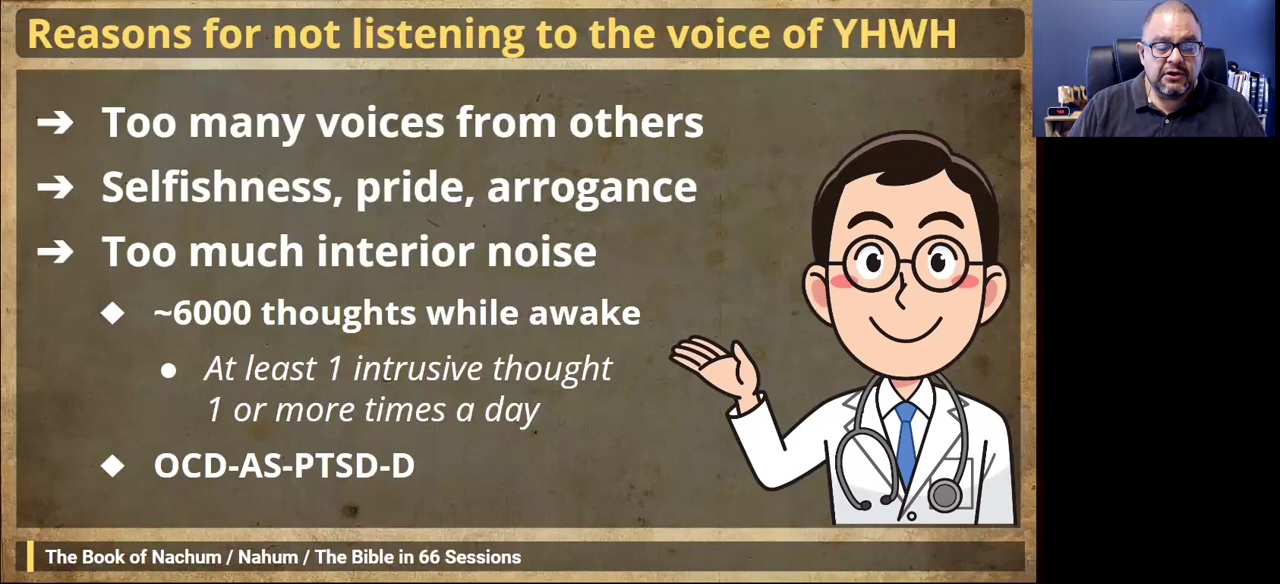 Reasons for not listening to the voice of YHWH
➔ Too many voices from others
➔ Selfishness, pride, arrogance
➔ Too much interior noise
◆ ~6000 thoughts while awake
● At least 1 intrusive thought
1 or more times a day
◆ OCD-AS-PTSD-D
The Book of Nachum / Nahum / The Bible in 66 Sessions